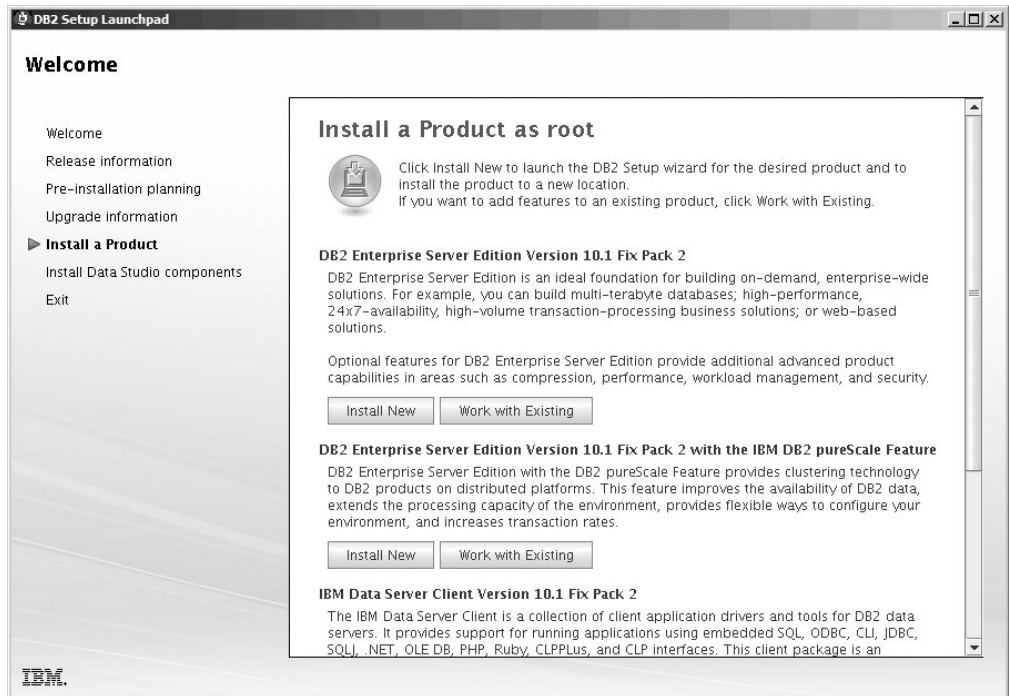 DB2 Setup Launchpad
Welcome
Welcome
Release information
Pre-installation planning
Upgrade information
Install a Product
Install Data Studio components
Exit
Install a Product as root
Click Install New to launch the DB2 Setup wizard for the desired product and to
install the product to a new location.
If you want to add features to an existing product, click Work with Existing.
DB2 Enterprise Server Edition Version 10.1 Fix Pack 2
DB2 Enterprise Server Edition is an ideal foundation for building on-demand, enterprise-wide
solutions. For example, you can build multi-terabyte databases; high-performance,
24x7-availability, high-volume transaction-processing business solutions; or web-based
solutions.
Optional features for DB2 Enterprise Server Edition provide additional advanced product
capabilities in areas such as compression, performance, workload management, and security.
Install New Work with Existing
DB2 Enterprise Server Edition Version 10.1 Fix Pack 2 with the IBM DB2 pureScale Feature
DB2 Enterprise Server Edition with the DB2 pureScale Feature provides clustering technology
to DB2 products on distributed platforms. This feature improves the availability of DB2 data,
extends the processing capacity of the environment, provides flexible ways to configure your
environment, and increases transaction rates.
Install New Work with Existing
IBM Data Server Client Version 10.1 Fix Pack 2
The IBM Data Server Client is a collection of client application drivers and tools for DB2 data
servers. It provides support for running applications using embedded SQL, ODBC, CLI, JDBC,
SQLJ, .NET, OLE DB, PHP, Ruby, CLPPLus, and CLP interfaces. This client package is an
IBM.